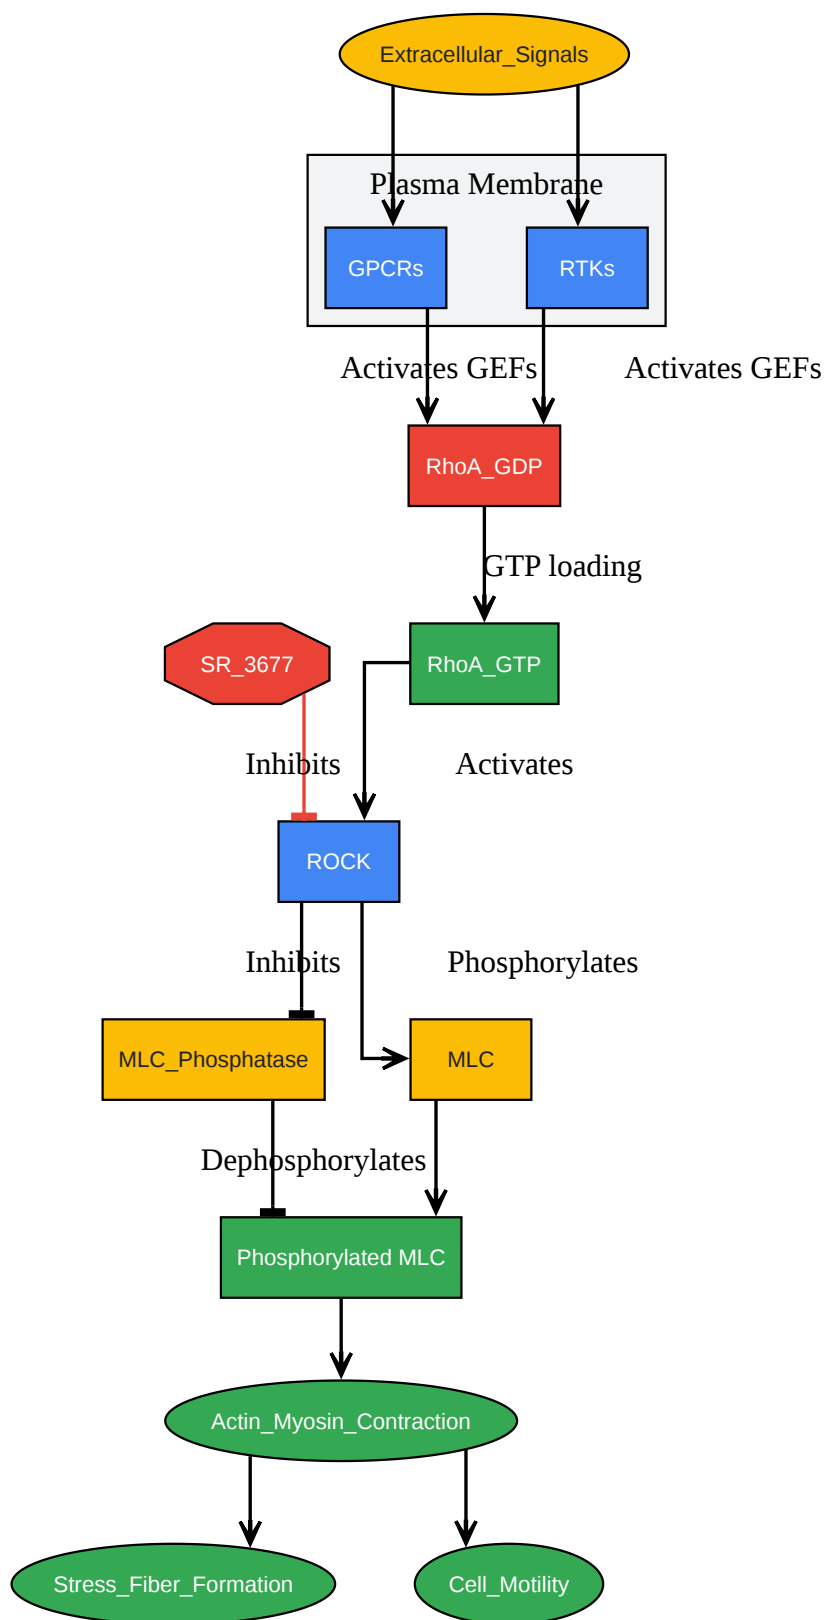 Extracellular_Signals
Plasma Membrane
GPCRs
RTKs
Activates GEFs
Activates GEFs
RhoA_GDP
GTP loading
SR_3677
RhoA_GTP
Inhibits
Activates
ROCK
Inhibits
Phosphorylates
MLC_Phosphatase
MLC
Dephosphorylates
Phosphorylated MLC
Actin_Myosin_Contraction
Stress_Fiber_Formation
Cell_Motility